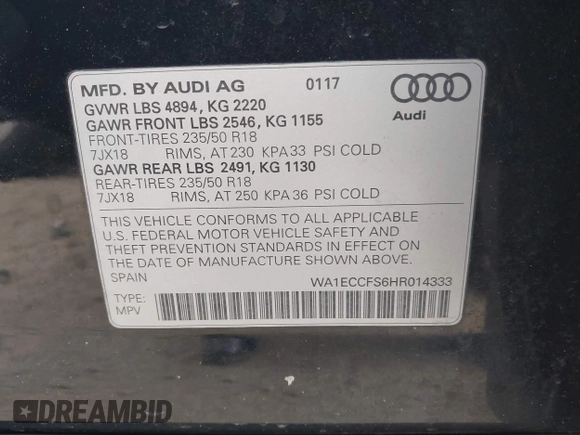 MFD. BY AUDI AG 0117
GVWR LBS 4894, KG 2220
GAWR FRONT LBS 2546, KG 1155
FRONT-TIRES 235/50 R18
7JX18 RIMS, AT 230 KPA 33 PSI COLD
GAWR REAR LBS 2491, KG 1130
REAR-TIRES 235/50 R18
7JX18 RIMS, AT 250 KPA 36 PSI COLD
Audi
THIS VEHICLE CONFORMS TO ALL APPLICABLE
U.S. FEDERAL MOTOR VEHICLE SAFETY AND
THEFT PREVENTION STANDARDS IN EFFECT ON
THE DATE OF MANUFACTURE SHOWN ABOVE.
SPAIN WA1ECCFS6HR014333
TYPE:
MPV
DREAMBID